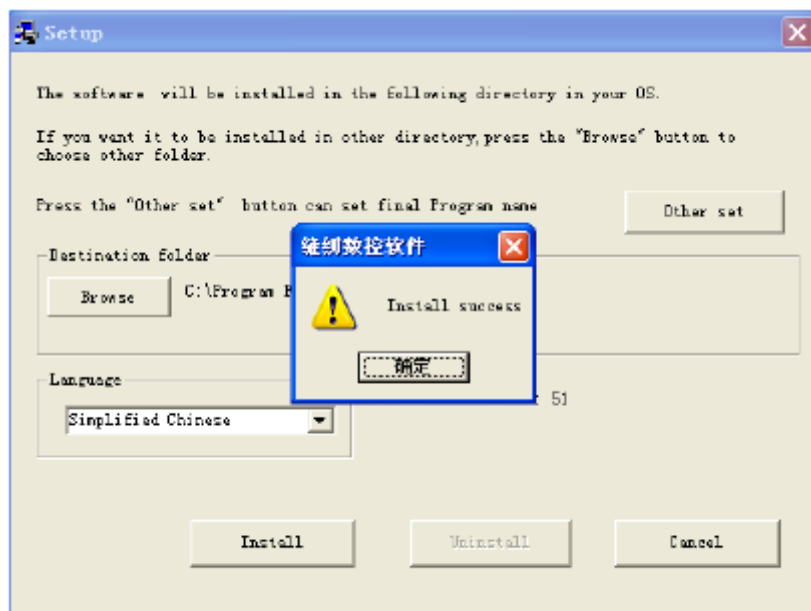 Setup
The software will be installed in the following directory in your OS.
If you want it to be installed in other directory, press the "Browse" button to
choose other folder.
Press the "Other set" button can set final Program name
Other set
Destination folder
Browse
C:\Program
缝纫数控软件
Install success
确定
Language
Simplified Chinese
51
Install
Uninstall
Cancel